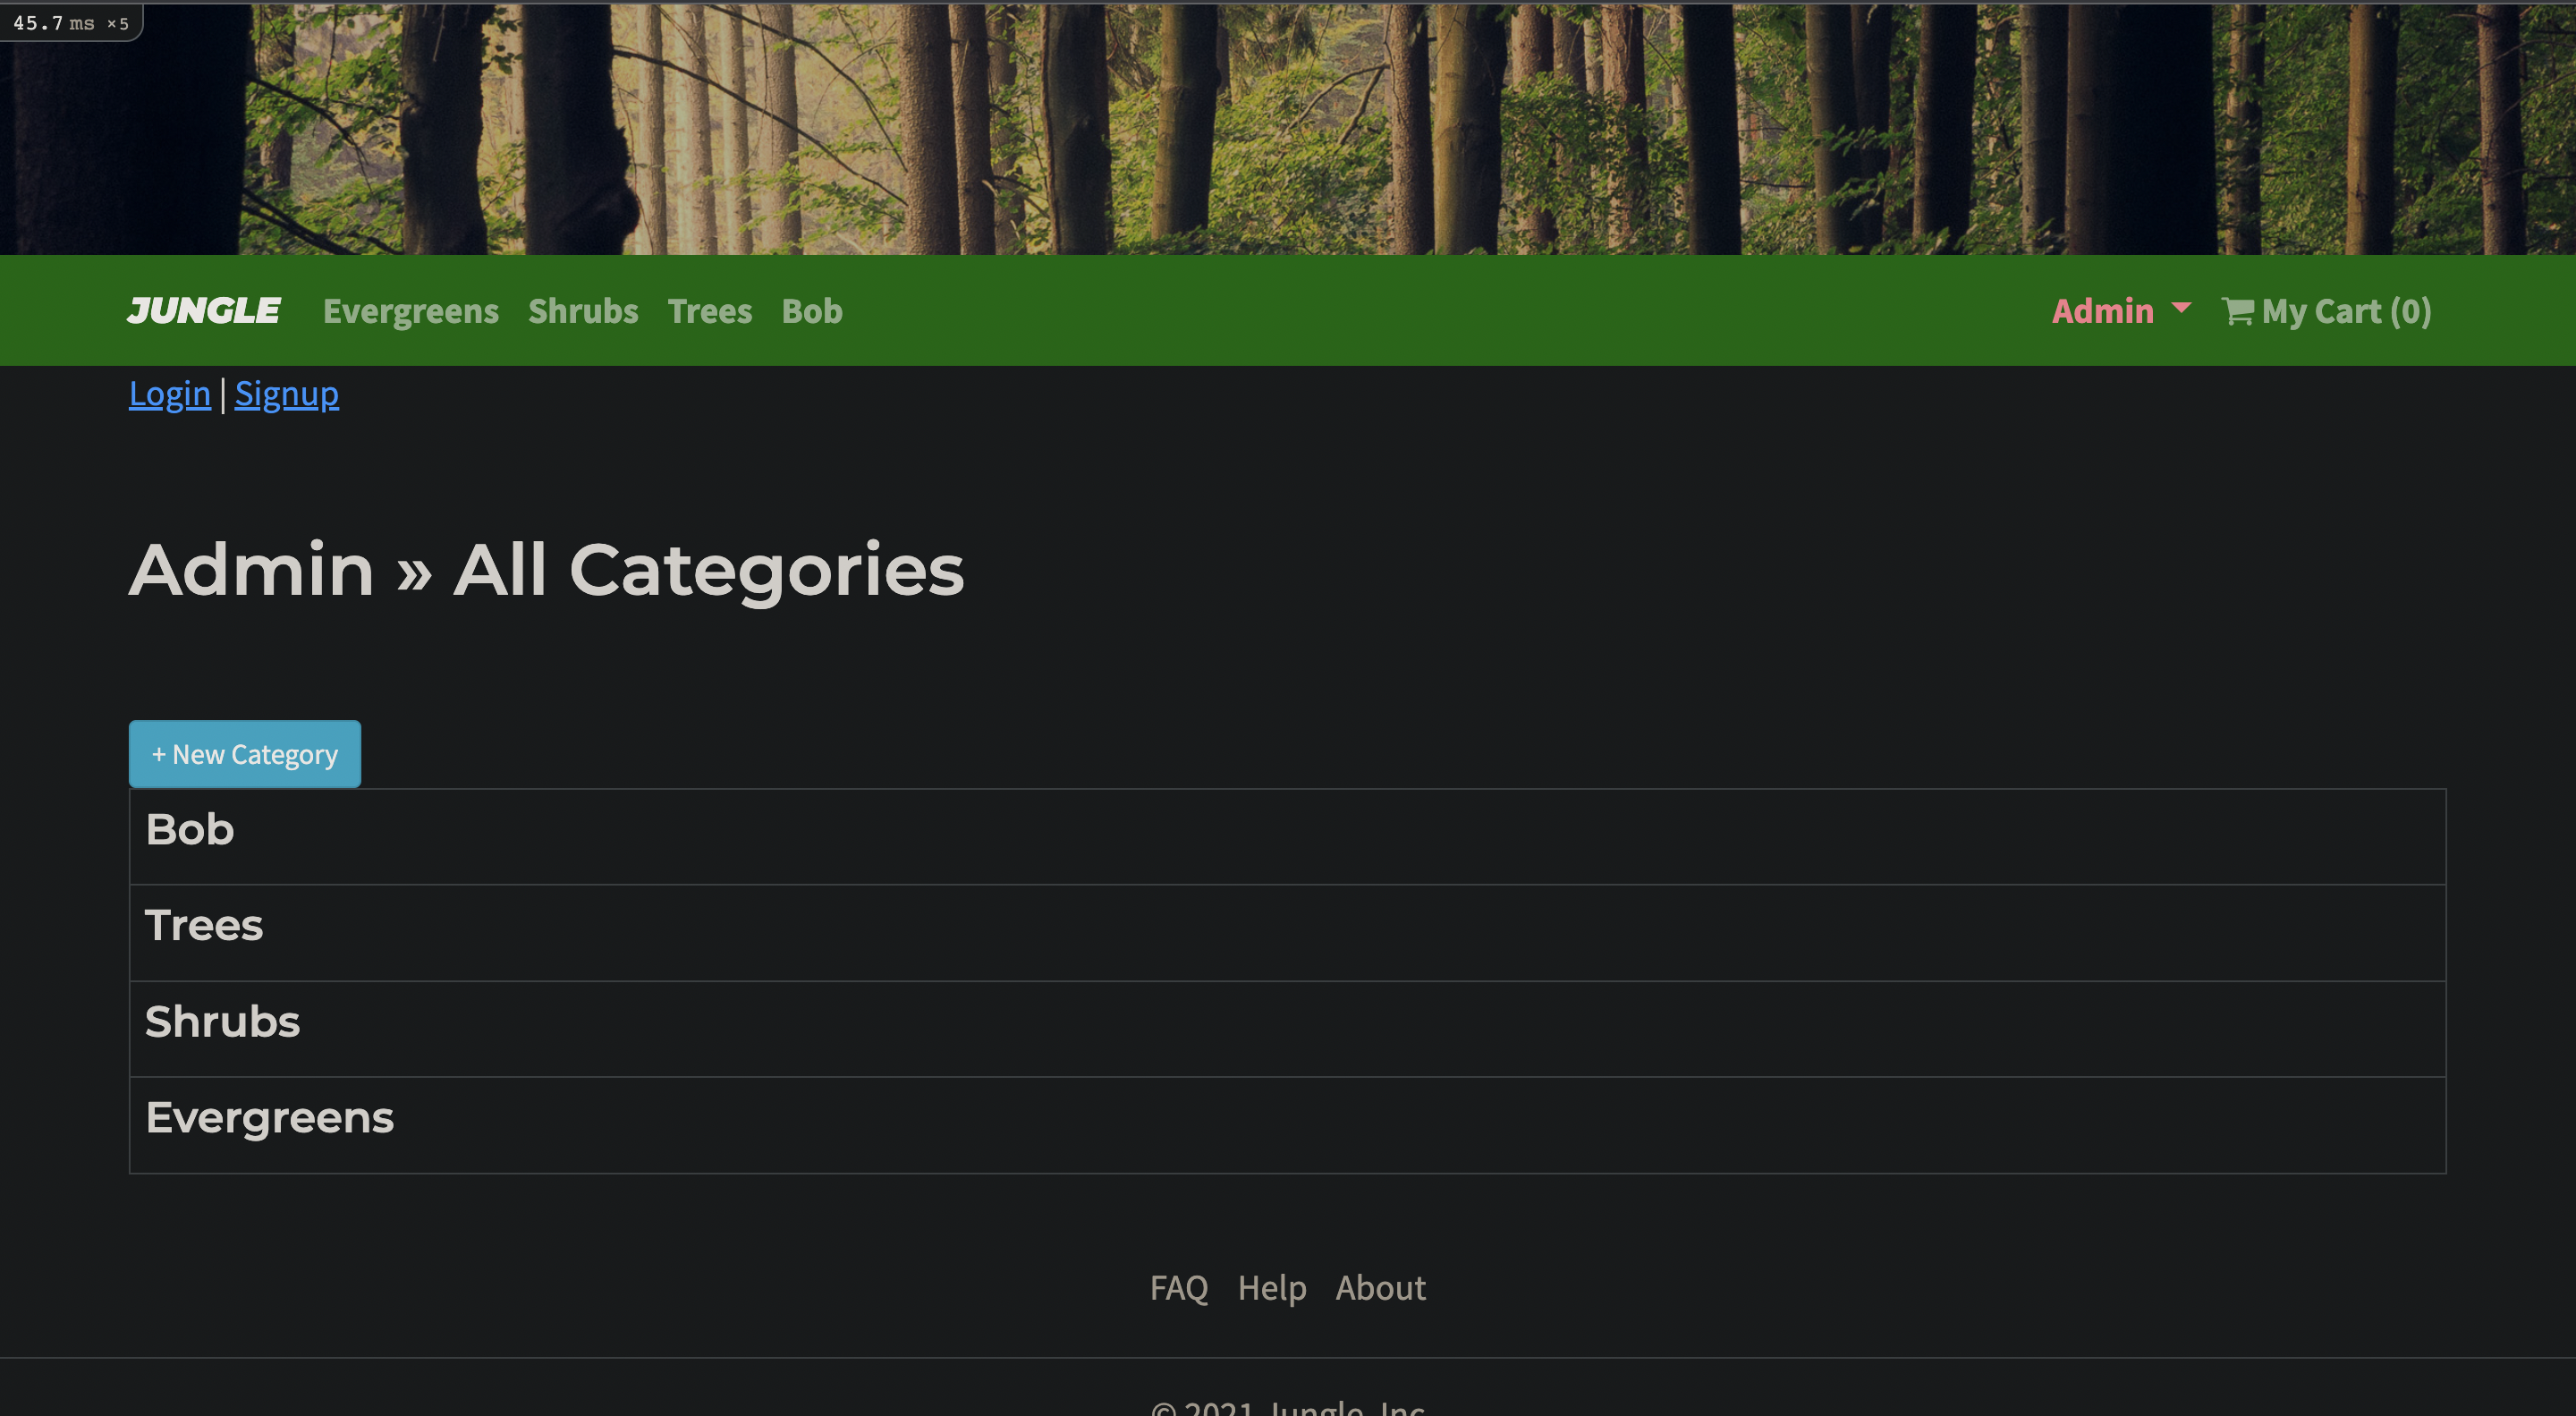 45.7 ms ×5
JUNGLE Evergreens Shrubs Trees Bob Admin My Cart (0)
Login | Signup
Admin » All Categories
+ New Category
Bob
Trees
Shrubs
Evergreens
FAQ Help About
© 2021 Jungle, Inc